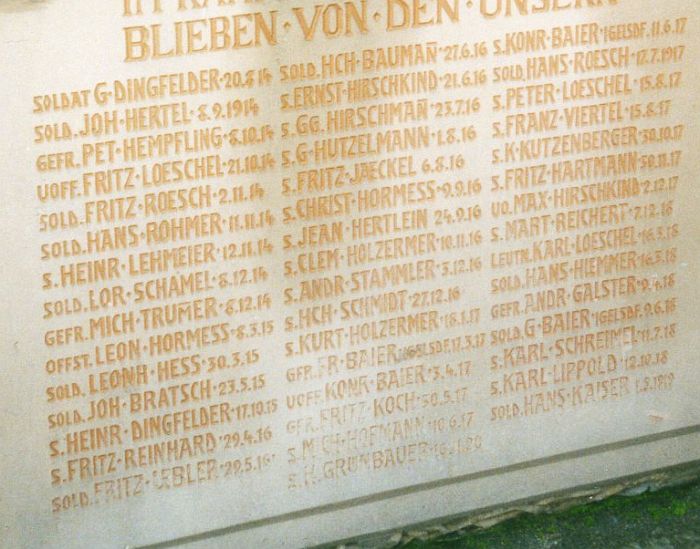 BLIEBEN·VON·DEN·UNSERN
SOLDAT G·DINGFELDER·20.8.14
SOLD. JOH·HERTEL·8.9.1914
GEFR. PET·HEMPFLING·8.10.14
UOFF. FRITZ·LOESCHEL·21.10.14
SOLD. FRITZ·ROESCH·2.11.14
SOLD. HANS·ROHMER·11.11.14
S. HEINR·LEHMEIER·12.11.14
SOLD. LOR·SCHAMEL·8.12.14
GEFR. MICH·TRUMER·8.12.14
OFFST. LEON·HORMESS·8.3.15
SOLD. LEONH·HESS·30.3.15
SOLD. JOH·BRATSCH·23.5.15
S. HEINR·DINGFELDER·17.10.15
S. FRITZ·REINHARD·29.4.16
SOLD. FRITZ·LEBLER·29.5.16
SOLD. HCH·BAUMAN̄·27.6.16
S. ERNST·HIRSCHKIND·21.6.16
S. GG. HIRSCHMAN̄·23.7.16
S. G·HUTZELMANN·1.8.16
S. FRITZ·JAECKEL 6.8.16
S. CHRIST·HORMESS·9.9.16
S. JEAN·HERTLEIN 24.9.16
S. CLEM·HOLZERMER·10.11.16
S. ANDR·STAMMLER·3.12.16
S. HCH·SCHMIDT·27.12.16
S. KURT·HOLZERMER·18.1.17
GFR. FR·BAIER IGELSDF. 17.3.17
UOFF. KONR·BAIER·3.4.17
GFR. FRITZ·KOCH·30.5.17
S. MICH·HOFMANN·10.6.17
S. H. GRUNBAUER
S. KONR·BAIER·IGELSDF. 11.6.17
SOLD. HANS·ROESCH·17.7.1917
S. PETER·LOESCHEL·15.8.17
S. FRANZ·VIERTEL·15.8.17
S. K·KUTZENBERGER·30.10.17
S. FRITZ·HARTMANN·30.11.17
UO. MAX·HIRSCHKIND·2.12.17
S. MART·REICHERT·7.12.16
LEUTN. KARL·LOESCHEL·16.3.18
SOLD. HANS·HIEMMER·16.3.18
GEFR. ANDR·GALSTER·9.4.18
SOLD. G·BAIER·IGELSDF. 9.6.18
S. KARL·SCHREIMEL·11.7.18
S. KARL·LIPPOLD·12.10.18
SOLD. HANS·KAISER·1.5.1919